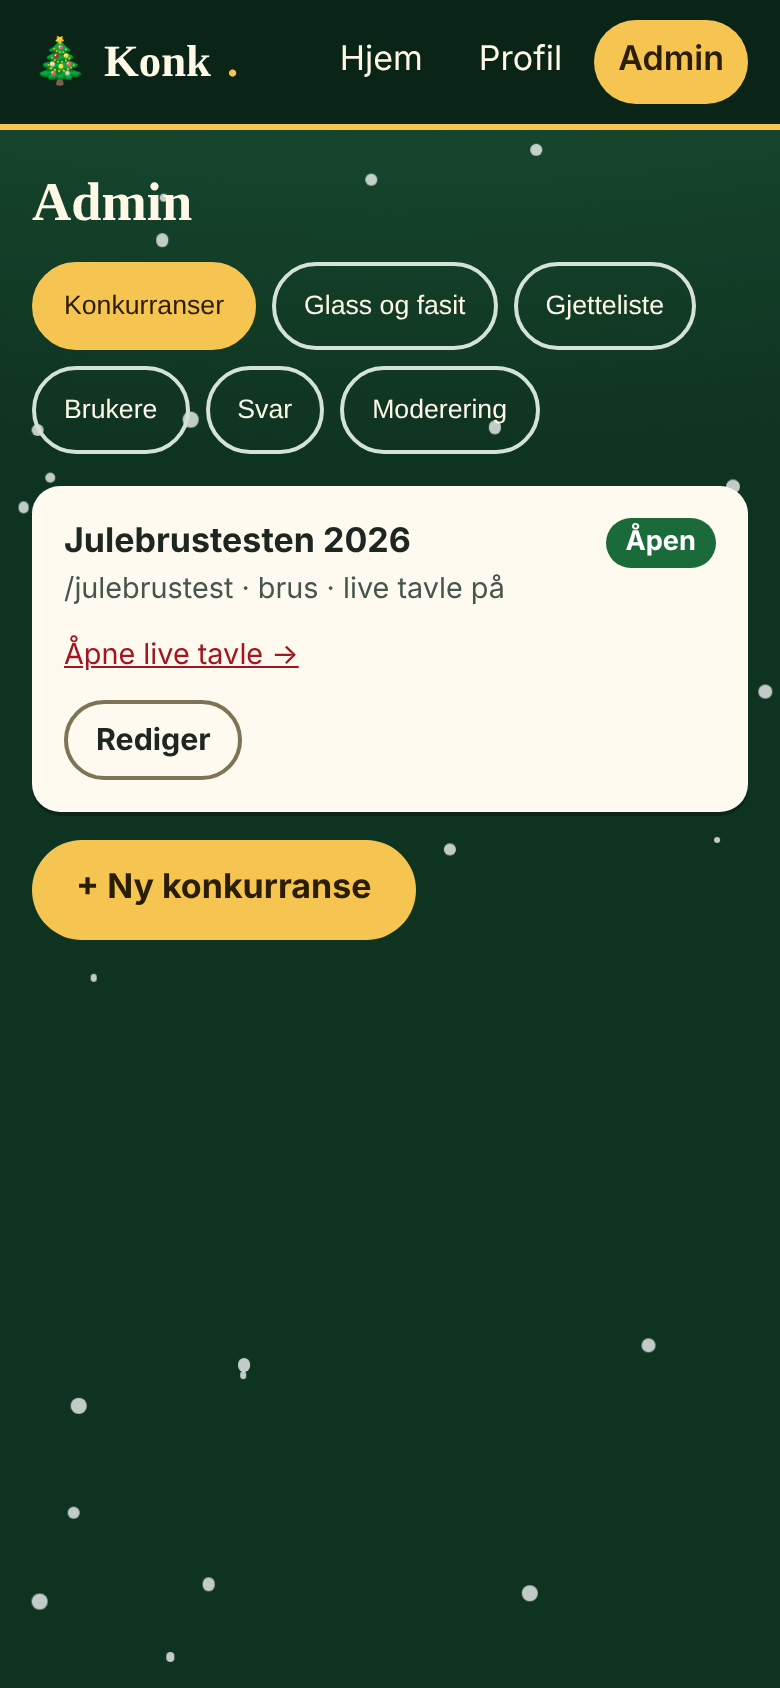 Konk .
Hjem
Profil
Admin
Admin
Konkurranser
Glass og fasit
Gjetteliste
Brukere
Svar
Moderering
Julebrustesten 2026
Åpen
/julebrustest · brus · live tavle på
Åpne live tavle →
Rediger
+ Ny konkurranse